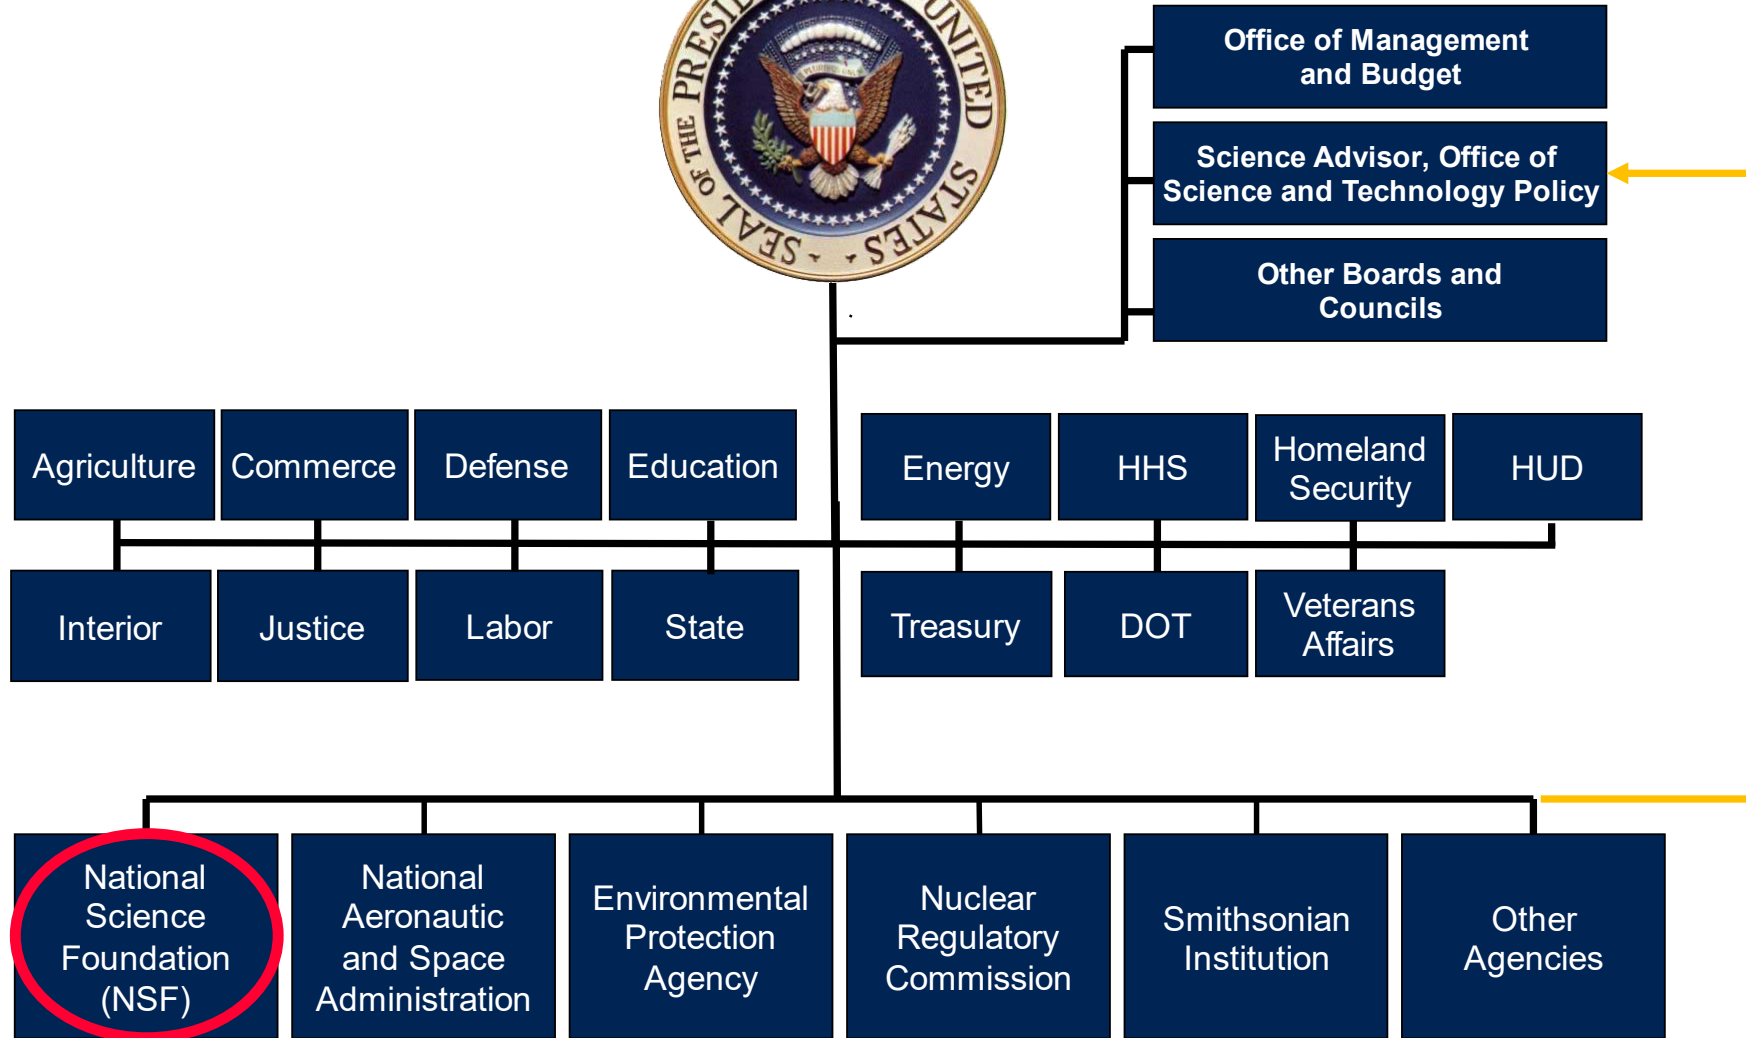 SEAL OF THE PRESIDENT UNITED STATES
Office of Management
and Budget
Science Advisor, Office of
Science and Technology Policy
Other Boards and
Councils
Agriculture
Commerce
Defense
Education
Energy
HHS
Homeland
Security
HUD
Interior
Justice
Labor
State
Treasury
DOT
Veterans
Affairs
National
Science
Foundation
(NSF)
National
Aeronautic
and Space
Administration
Environmental
Protection
Agency
Nuclear
Regulatory
Commission
Smithsonian
Institution
Other
Agencies